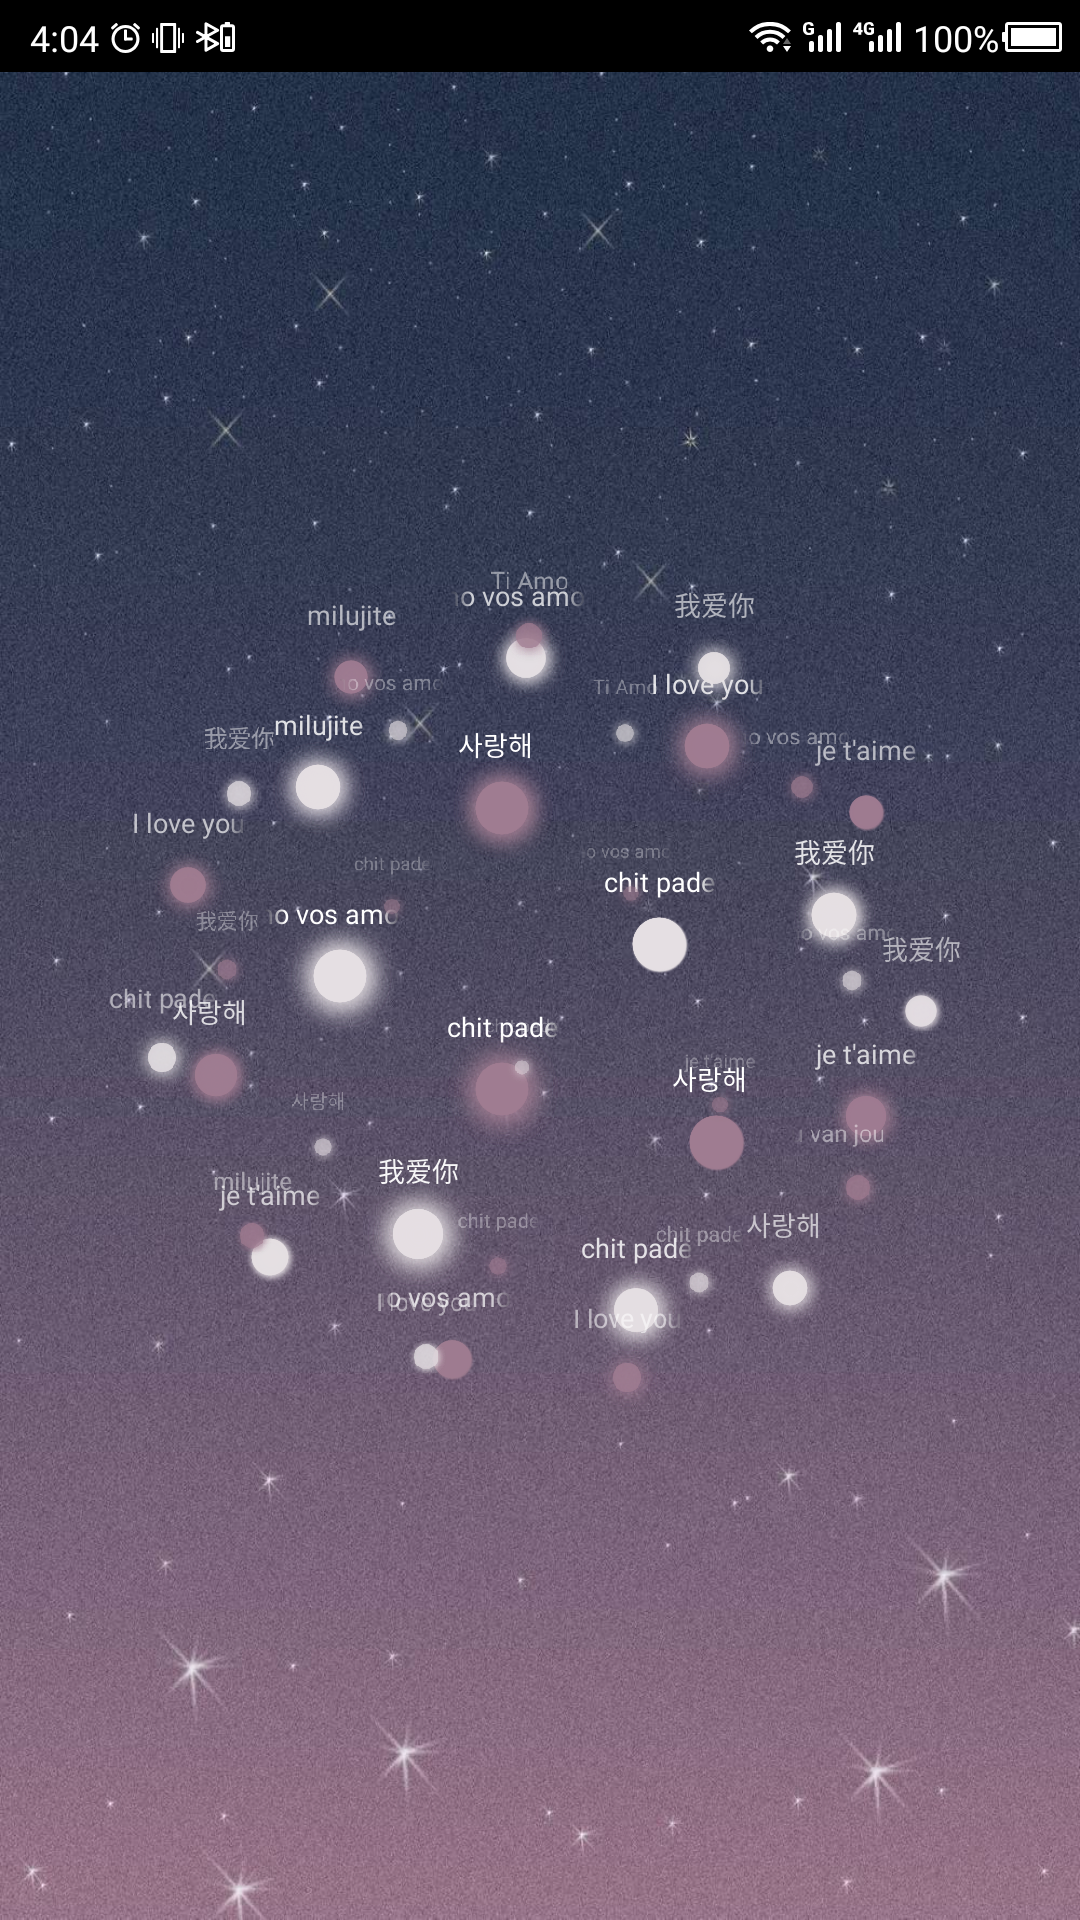 4:04
G
4G
100%
Ti Amo
o vos amo
milujite
我爱你
o vos amo
Ti Amo
I love you
我爱你
milujite
사랑해
o vos amo
je t'aime
I love you
chit pade
o vos amo
我爱你
chit pade
我爱你
o vos amo
o vos amo
我爱你
chit pade
사랑해
chit pade
je t'aime
je t'aime
사랑해
사랑해
van jou
我爱你
milujite
je t'aime
chit pade
사랑해
chit pade
chit pade
o vos amo
I love you
I love you